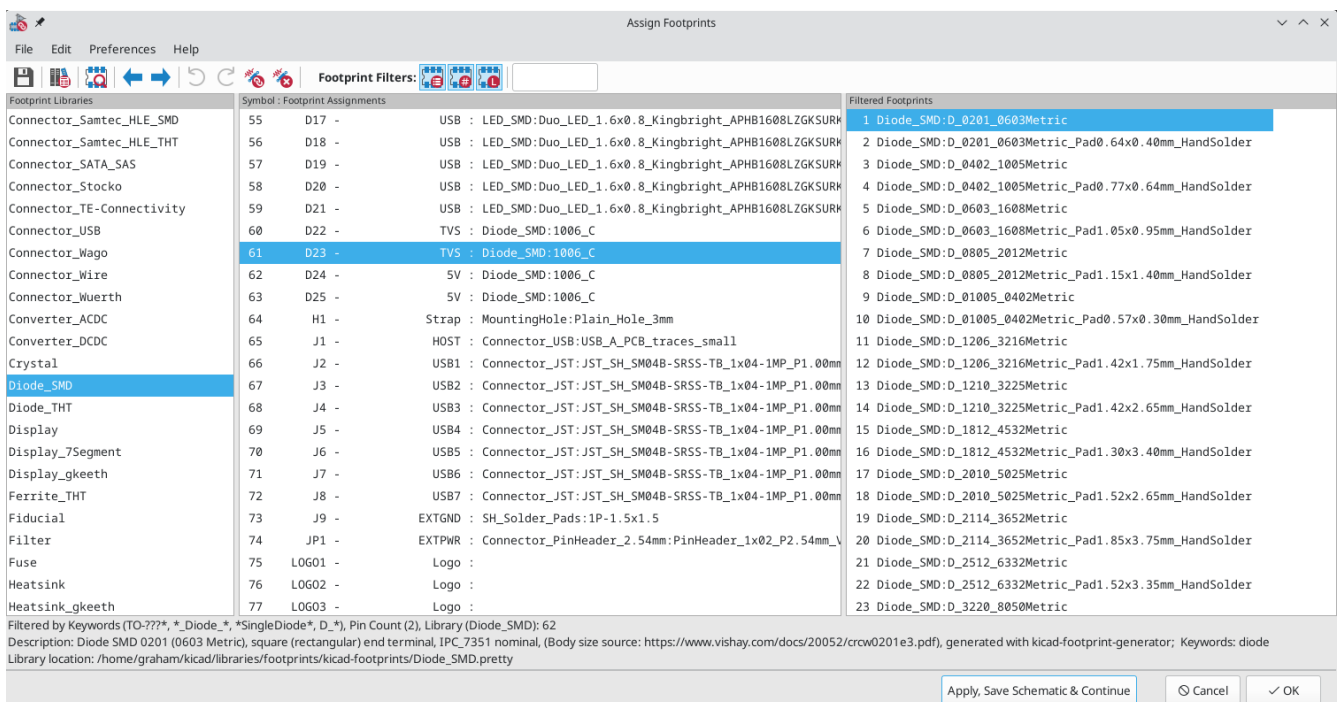 Assign Footprints
File Edit Preferences Help
Footprint Filters:
Footprint Libraries
Connector_Samtec_HLE_SMD
Connector_Samtec_HLE_THT
Connector_SATA_SAS
Connector_Stocko
Connector_TE-Connectivity
Connector_USB
Connector_Wago
Connector_Wire
Connector_Wuerth
Converter_ACDC
Converter_DCDC
Crystal
Diode_SMD
Diode_THT
Display
Display_7Segment
Display_gkeeth
Ferrite_THT
Fiducial
Filter
Fuse
Heatsink
Heatsink_gkeeth
Symbol : Footprint Assignments
55 D17 - USB : LED_SMD:Duo_LED_1.6x0.8_Kingbright_APHB1608LZGKSURK
56 D18 - USB : LED_SMD:Duo_LED_1.6x0.8_Kingbright_APHB1608LZGKSURK
57 D19 - USB : LED_SMD:Duo_LED_1.6x0.8_Kingbright_APHB1608LZGKSURK
58 D20 - USB : LED_SMD:Duo_LED_1.6x0.8_Kingbright_APHB1608LZGKSURK
59 D21 - USB : LED_SMD:Duo_LED_1.6x0.8_Kingbright_APHB1608LZGKSURK
60 D22 - TVS : Diode_SMD:1006_C
61 D23 - TVS : Diode_SMD:1006_C
62 D24 - 5V : Diode_SMD:1006_C
63 D25 - 5V : Diode_SMD:1006_C
64 H1 - Strap : MountingHole:Plain_Hole_3mm
65 J1 - HOST : Connector_USB:USB_A_PCB_traces_small
66 J2 - USB1 : Connector_JST:JST_SH_SM04B-SRSS-TB_1x04-1MP_P1.00mm
67 J3 - USB2 : Connector_JST:JST_SH_SM04B-SRSS-TB_1x04-1MP_P1.00mm
68 J4 - USB3 : Connector_JST:JST_SH_SM04B-SRSS-TB_1x04-1MP_P1.00mm
69 J5 - USB4 : Connector_JST:JST_SH_SM04B-SRSS-TB_1x04-1MP_P1.00mm
70 J6 - USB5 : Connector_JST:JST_SH_SM04B-SRSS-TB_1x04-1MP_P1.00mm
71 J7 - USB6 : Connector_JST:JST_SH_SM04B-SRSS-TB_1x04-1MP_P1.00mm
72 J8 - USB7 : Connector_JST:JST_SH_SM04B-SRSS-TB_1x04-1MP_P1.00mm
73 J9 - EXTGND : SH_Solder_Pads:1P-1.5x1.5
74 JP1 - EXTPWR : Connector_PinHeader_2.54mm:PinHeader_1x02_P2.54mm_V
75 LOGO1 - Logo :
76 LOGO2 - Logo :
77 LOGO3 - Logo :
Filtered Footprints
1 Diode_SMD:D_0201_0603Metric
2 Diode_SMD:D_0201_0603Metric_Pad0.64x0.40mm_HandSolder
3 Diode_SMD:D_0402_1005Metric
4 Diode_SMD:D_0402_1005Metric_Pad0.77x0.64mm_HandSolder
5 Diode_SMD:D_0603_1608Metric
6 Diode_SMD:D_0603_1608Metric_Pad1.05x0.95mm_HandSolder
7 Diode_SMD:D_0805_2012Metric
8 Diode_SMD:D_0805_2012Metric_Pad1.15x1.40mm_HandSolder
9 Diode_SMD:D_01005_0402Metric
10 Diode_SMD:D_01005_0402Metric_Pad0.57x0.30mm_HandSolder
11 Diode_SMD:D_1206_3216Metric
12 Diode_SMD:D_1206_3216Metric_Pad1.42x1.75mm_HandSolder
13 Diode_SMD:D_1210_3225Metric
14 Diode_SMD:D_1210_3225Metric_Pad1.42x2.65mm_HandSolder
15 Diode_SMD:D_1812_4532Metric
16 Diode_SMD:D_1812_4532Metric_Pad1.30x3.40mm_HandSolder
17 Diode_SMD:D_2010_5025Metric
18 Diode_SMD:D_2010_5025Metric_Pad1.52x2.65mm_HandSolder
19 Diode_SMD:D_2114_3652Metric
20 Diode_SMD:D_2114_3652Metric_Pad1.85x3.75mm_HandSolder
21 Diode_SMD:D_2512_6332Metric
22 Diode_SMD:D_2512_6332Metric_Pad1.52x3.35mm_HandSolder
23 Diode_SMD:D_3220_8050Metric
Filtered by Keywords (TO-???*, *_Diode_*, *SingleDiode*, D_*), Pin Count (2), Library (Diode_SMD): 62
Description: Diode SMD 0201 (0603 Metric), square (rectangular) end terminal, IPC_7351 nominal, (Body size source: https://www.vishay.com/docs/20052/crcw0201e3.pdf), generated with kicad-footprint-generator; Keywords: diode
Library location: /home/graham/kicad/libraries/footprints/kicad-footprints/Diode_SMD.pretty
Apply, Save Schematic & Continue Cancel OK